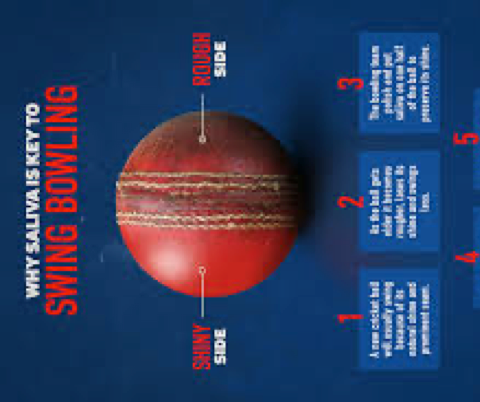 WHY SALIVA IS KEY TO
SWING BOWLING
SHINY
SIDE
ROUGH
SIDE
1
A new cricket ball
will usually swing
because of its
natural shine and
prominent seam.
2
As the ball gets
older it becomes
rougher, loses its
shine and swings
less.
3
The bowling team
polish and put
saliva on one half
of the ball to
preserve its shine.
4
5